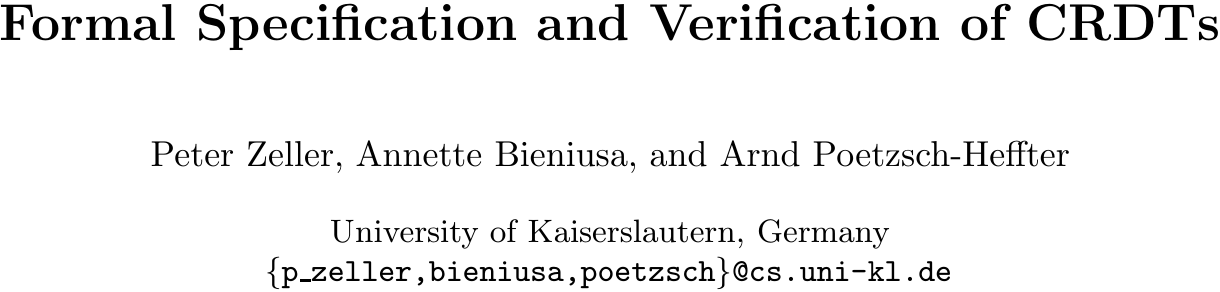 Formal Specification and Verification of CRDTs
Peter Zeller, Annette Bieniusa, and Arnd Poetzsch-Heffter
University of Kaiserslautern, Germany
{p_zeller,bieniusa,poetzsch}@cs.uni-kl.de